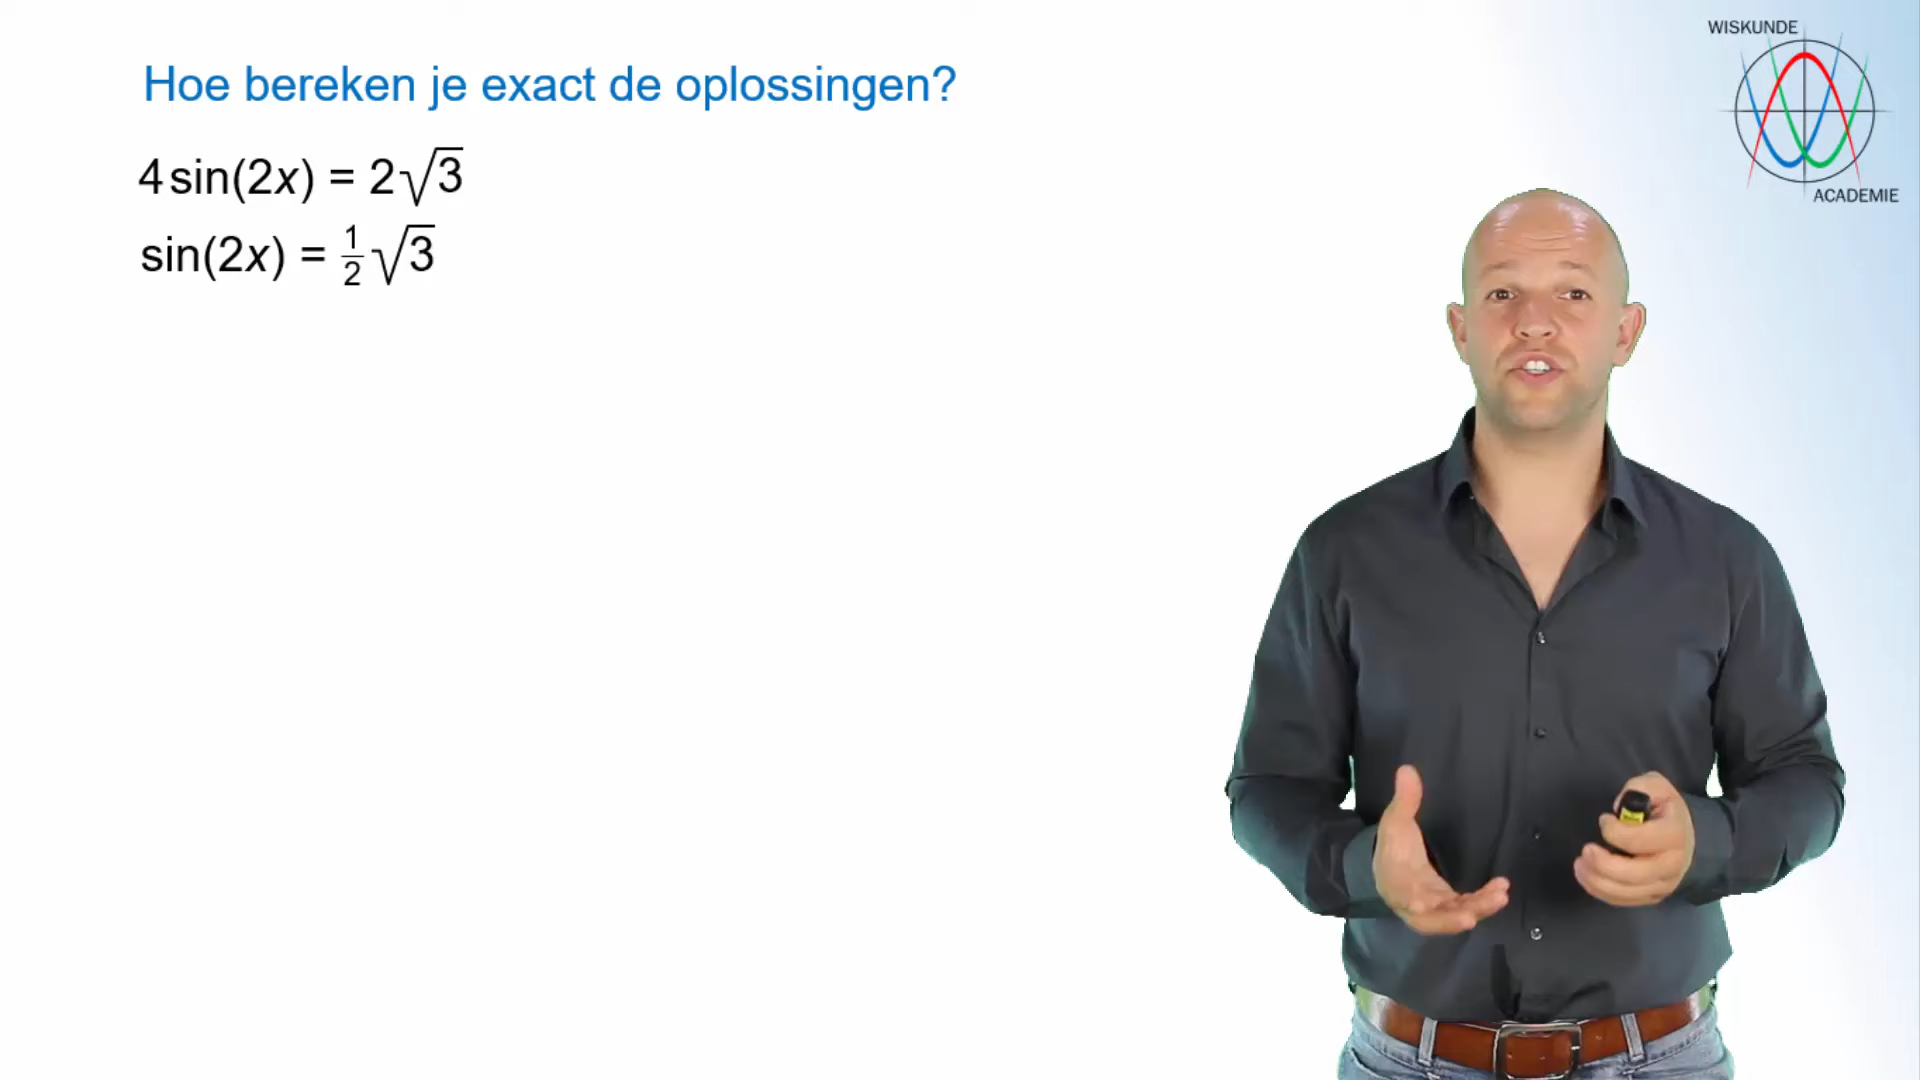 Hoe bereken je exact de oplossingen?
4 sin(2x) = 2√3
sin(2x) = ½√3
WISKUNDE
ACADEMIE